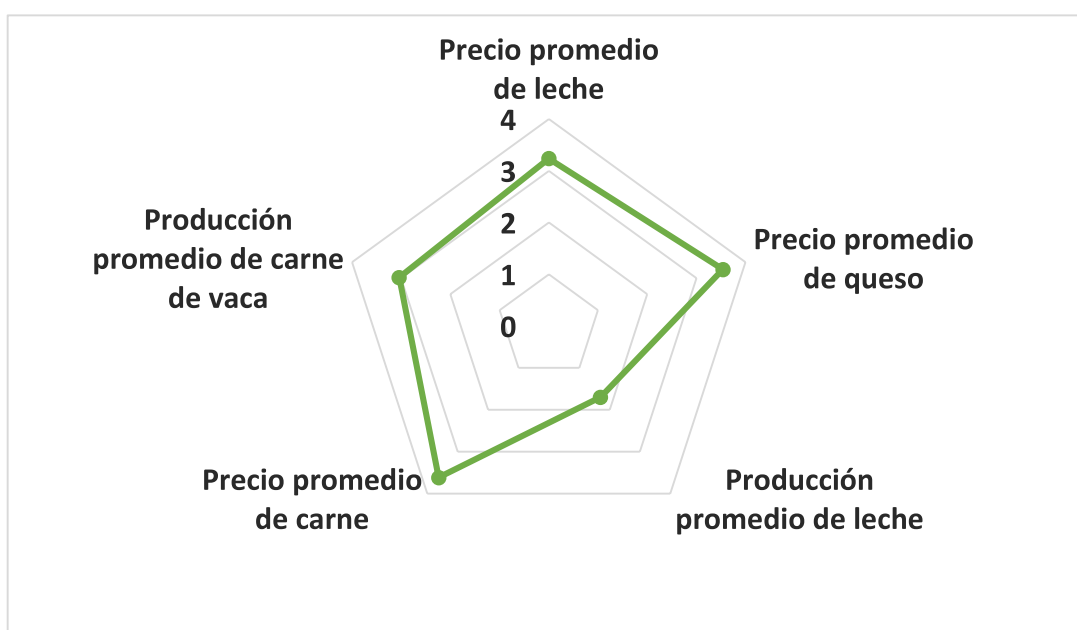 Precio promedio
de leche
4
3
2
1
0
Precio promedio
de queso
Producción
promedio de leche
Precio promedio
de carne
Producción
promedio de carne
de vaca